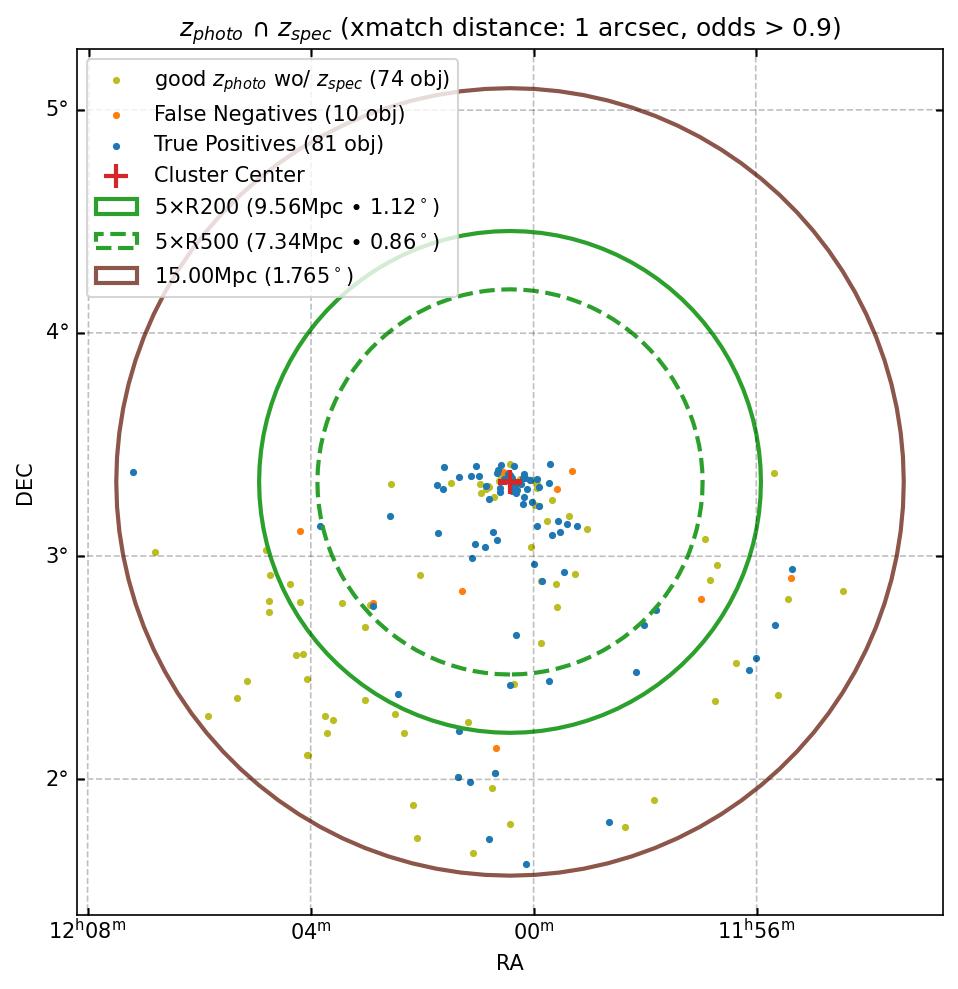 z_photo ∩ z_spec (xmatch distance: 1 arcsec, odds > 0.9)
good z_photo wo/ z_spec (74 obj)
False Negatives (10 obj)
True Positives (81 obj)
Cluster Center
5×R200 (9.56Mpc • 1.12°)
5×R500 (7.34Mpc • 0.86°)
15.00Mpc (1.765°)
5°
4°
3°
2°
DEC
12h08m 04m 00m 11h56m
RA